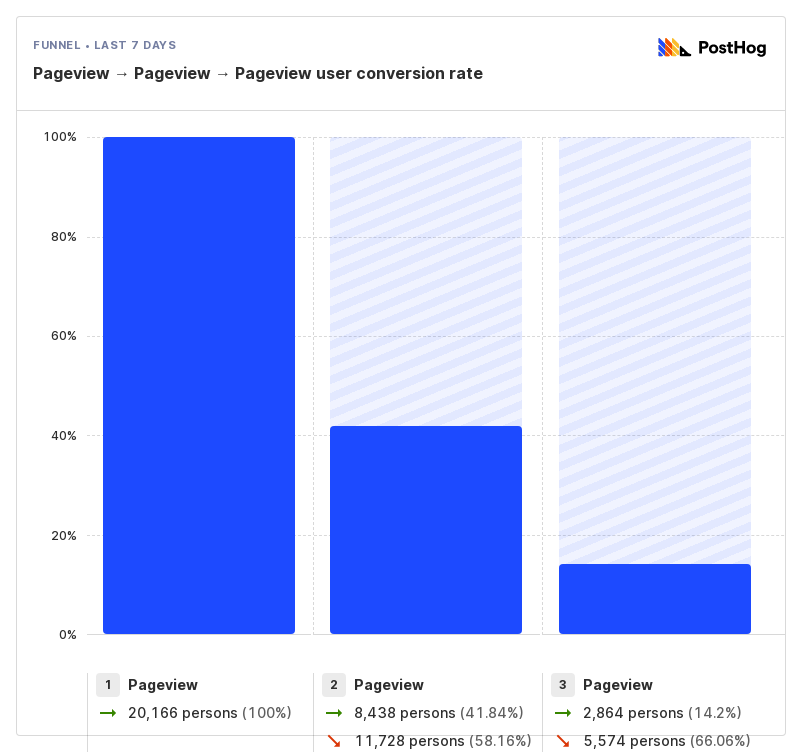 FUNNEL • LAST 7 DAYS
PostHog
Pageview → Pageview → Pageview user conversion rate
100%
80%
60%
40%
20%
0%
1 Pageview
20,166 persons (100%)
2 Pageview
8,438 persons (41.84%)
11,728 persons (58.16%)
3 Pageview
2,864 persons (14.2%)
5,574 persons (66.06%)